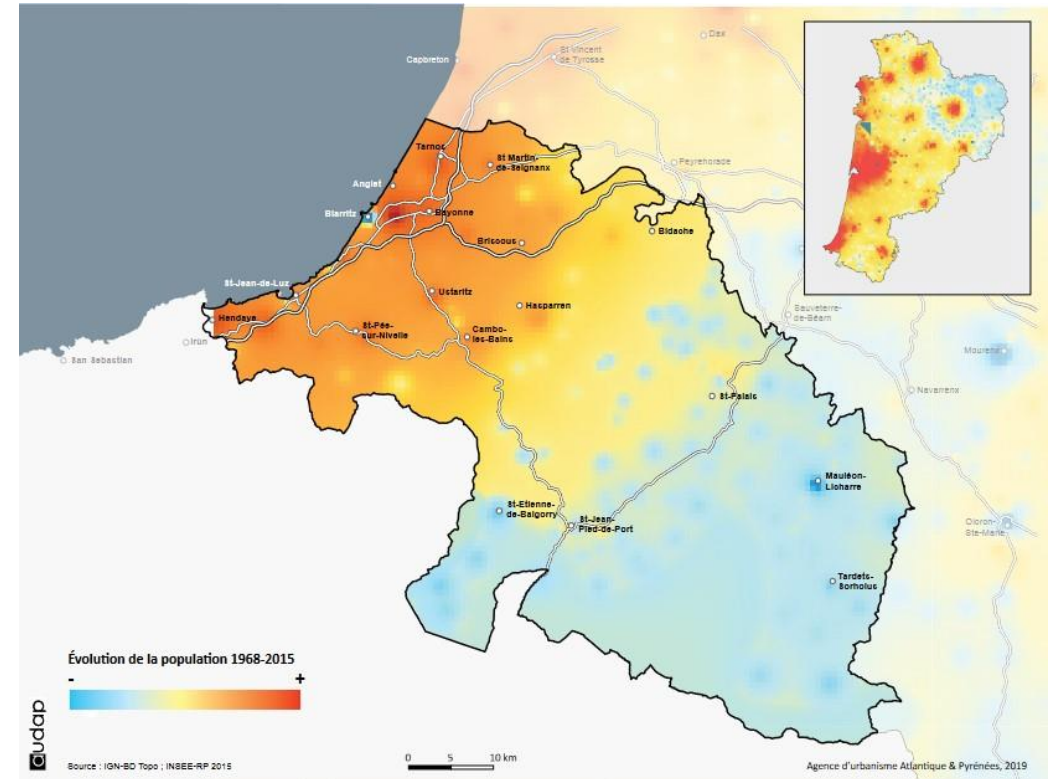 Capbreton
St Vincent
de Tyrosse
Dax
Tarnos
St Martin-
de-Seignanx
Peyrehorade
Anglet
Biarritz
Bayonne
Briscous
Bidache
St-Jean-de-Luz
Ustaritz
Hasparren
Hendaye
St-Pée-
sur-Nivelle
Cambo-
les-Bains
Irun
San Sebastian
Sauveterre-
de-Béarn
Mourenx
Navarrenx
St-Palais
Mauléon-
Licharre
St-Etienne-
de-Baïgorry
St-Jean-
Pied-de-Port
Oloron-
Ste-Marie
Tardets-
Sorholus
Évolution de la population 1968-2015
- +
audap
Source : IGN-BD Topo ; INSEE-RP 2015
0 5 10 km
Agence d'urbanisme Atlantique & Pyrénées, 2019